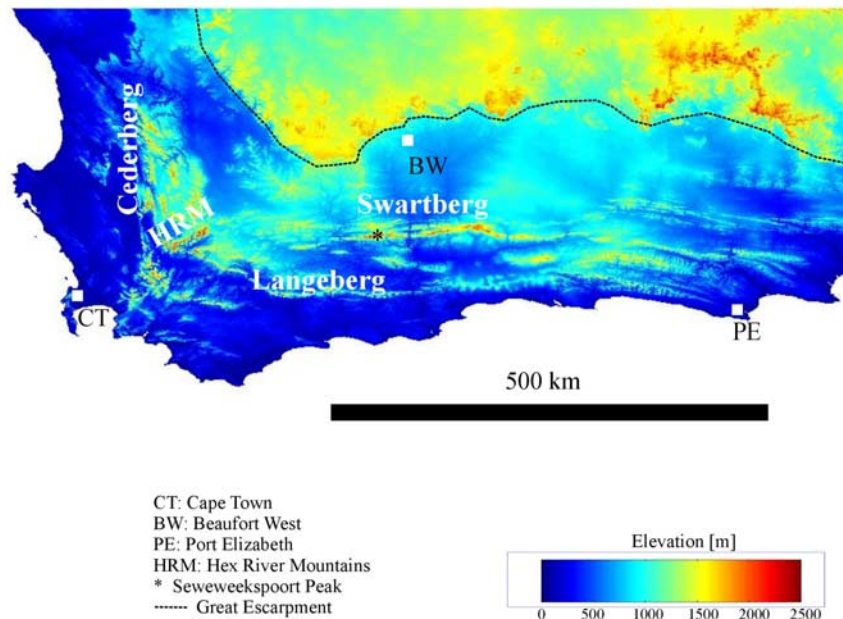 Cederberg
BW
Swartberg
HRM
Langeberg
CT
PE
500 km
CT: Cape Town
BW: Beaufort West
PE: Port Elizabeth
HRM: Hex River Mountains
* Seweweekspoort Peak
------ Great Escarpment
Elevation [m]
0 500 1000 1500 2000 2500